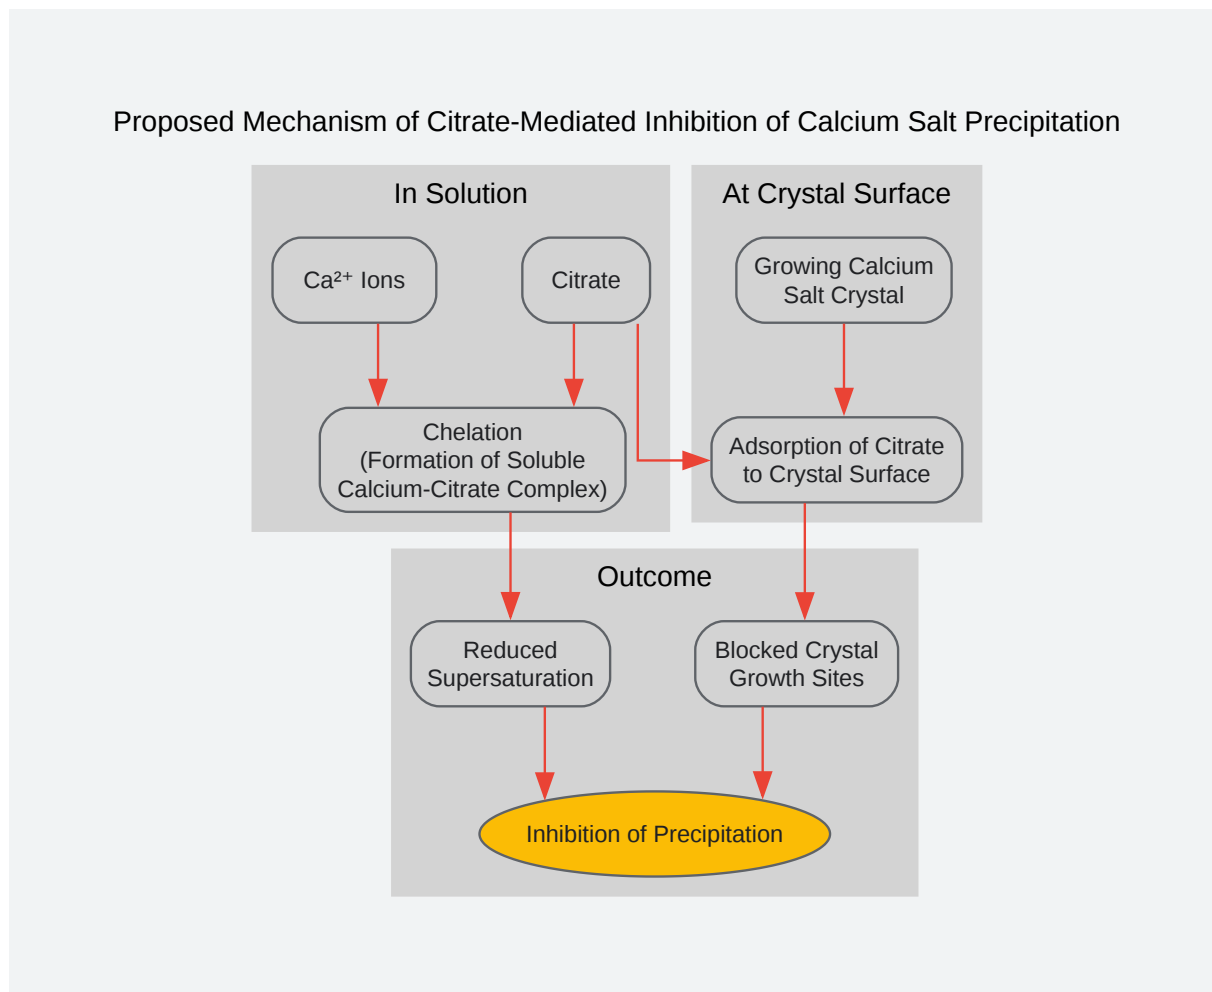 Proposed Mechanism of Citrate-Mediated Inhibition of Calcium Salt Precipitation
In Solution
Ca²⁺ Ions
Citrate
Chelation
(Formation of Soluble
Calcium-Citrate Complex)
At Crystal Surface
Growing Calcium
Salt Crystal
Adsorption of Citrate
to Crystal Surface
Outcome
Reduced
Supersaturation
Blocked Crystal
Growth Sites
Inhibition of Precipitation